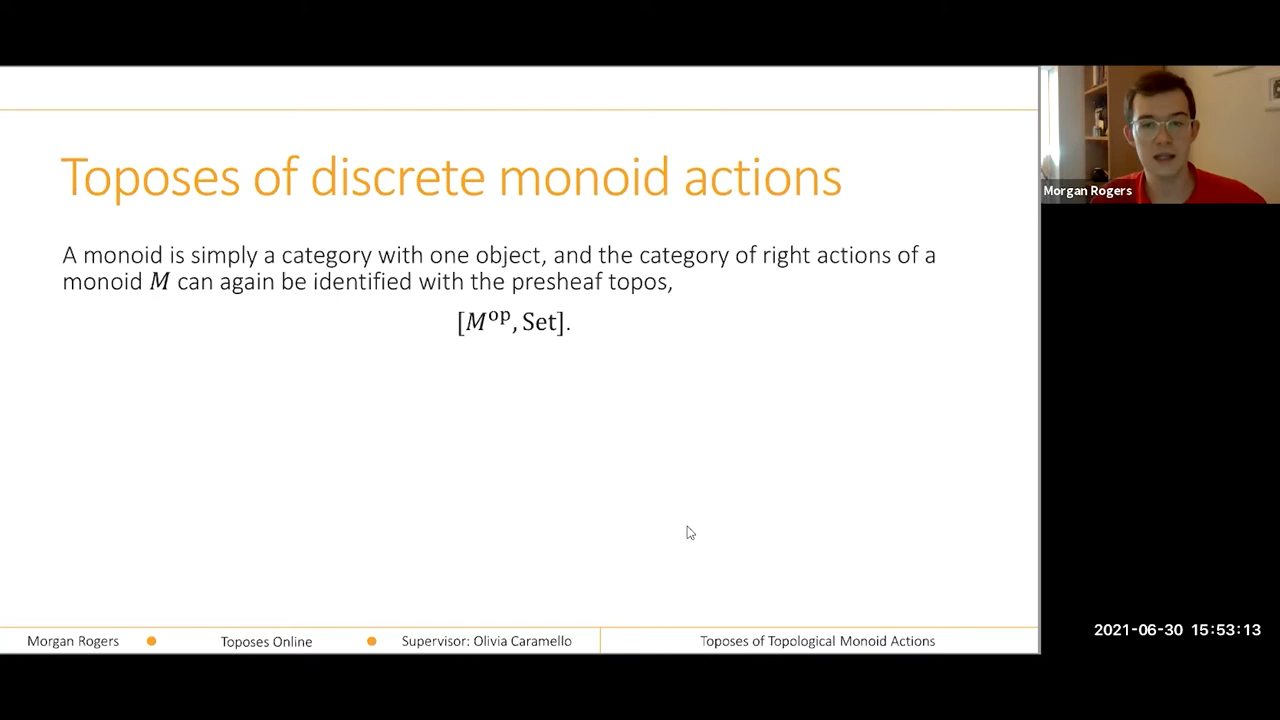 Toposes of discrete monoid actions
A monoid is simply a category with one object, and the category of right actions of a
monoid M can again be identified with the presheaf topos,
[M^op, Set].
Morgan Rogers
Morgan Rogers
Toposes Online
Supervisor: Olivia Caramello
Toposes of Topological Monoid Actions
2021-06-30 15:53:13